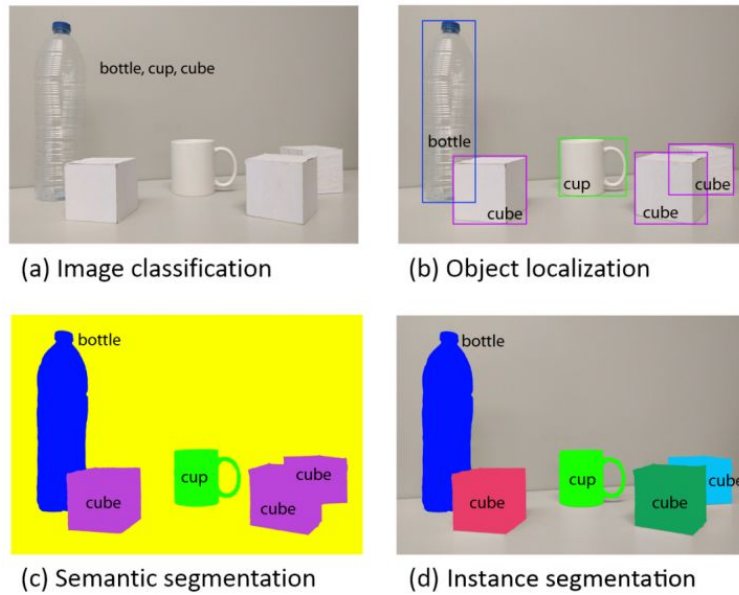 bottle, cup, cube
(a) Image classification
bottle
cup
cube
cube
cube
(b) Object localization
bottle
cube
cup
cube
cube
(c) Semantic segmentation
bottle
cube
cup
cube
cube
(d) Instance segmentation